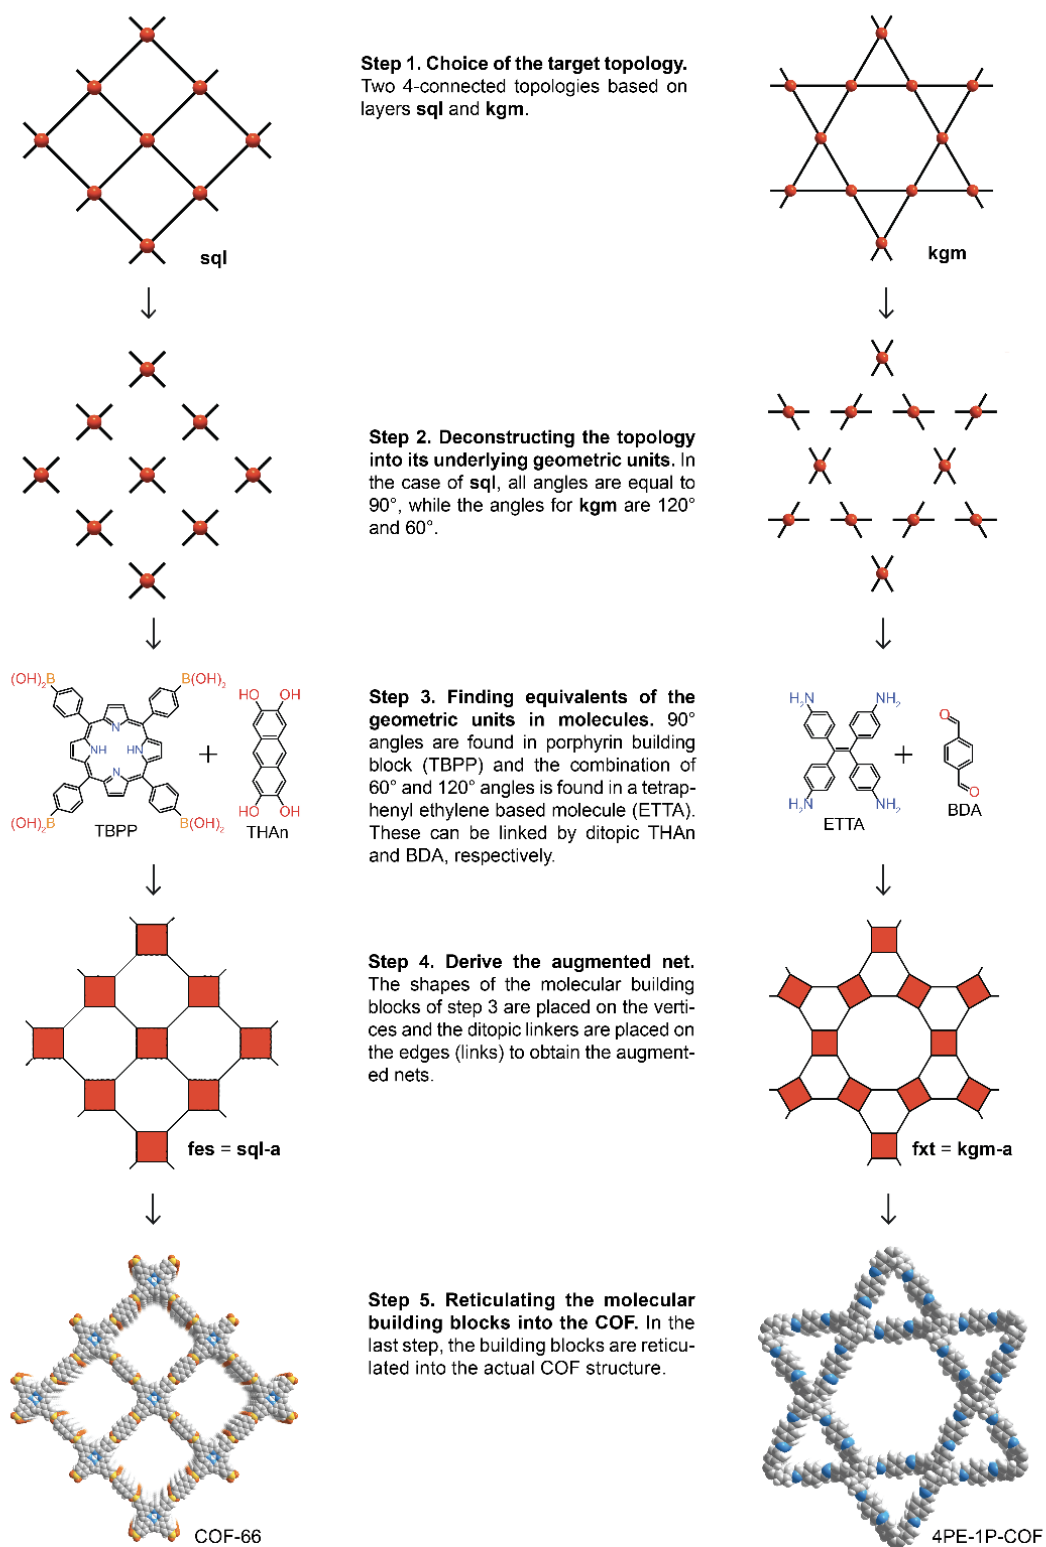 Step 1. Choice of the target topology.
Two 4-connected topologies based on
layers sql and kgm.
sql
kgm
Step 2. Deconstructing the topology
into its underlying geometric units. In
the case of sql, all angles are equal to
90°, while the angles for kgm are 120°
and 60°.
(OH)2B
B(OH)2
N
NH
HN
N
(OH)2B
B(OH)2
TBPP
+
HO
OH
HO
OH
THAn
Step 3. Finding equivalents of the
geometric units in molecules. 90°
angles are found in porphyrin building
block (TBPP) and the combination of
60° and 120° angles is found in a tetrap-
henyl ethylene based molecule (ETTA).
These can be linked by ditopic THAn
and BDA, respectively.
H2N
NH2
H2N
NH2
ETTA
+
O
O
BDA
Step 4. Derive the augmented net.
The shapes of the molecular building
blocks of step 3 are placed on the verti-
ces and the ditopic linkers are placed on
the edges (links) to obtain the augment-
ed nets.
fes = sql-a
fxt = kgm-a
Step 5. Reticulating the molecular
building blocks into the COF. In the
last step, the building blocks are reticu-
lated into the actual COF structure.
COF-66
4PE-1P-COF